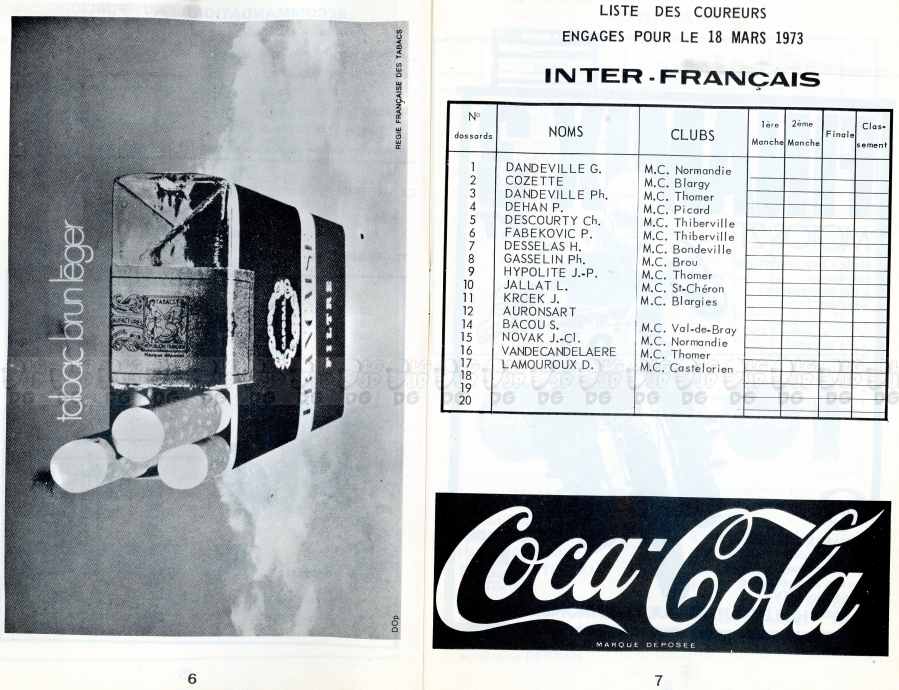 tabac brun léger
TABACS
Marque déposée
FILTRE
REGIE FRANÇAISE DES TABACS
DOp
6
LISTE DES COUREURS
ENGAGES POUR LE 18 MARS 1973
INTER-FRANÇAIS
N° dossards NOMS CLUBS 1ère Manche 2ème Manche Finale Clas-sement
1 DANDEVILLE G. M.C. Normandie
2 COZETTE M.C. Blargy
3 DANDEVILLE Ph. M.C. Thomer
4 DEHAN P. M.C. Picard
5 DESCOURTY Ch. M.C. Thiberville
6 FABEKOVIC P. M.C. Thiberville
7 DESSELAS H. M.C. Bondeville
8 GASSELIN Ph. M.C. Brou
9 HYPOLITE J.-P. M.C. Thomer
10 JALLAT L. M.C. St-Chéron
11 KRCEK J. M.C. Blargies
12 AURONSART
14 BACOU S. M.C. Val-de-Bray
15 NOVAK J.-Cl. M.C. Normandie
16 VANDECANDELAERE M.C. Thomer
17 LAMOUROUX D. M.C. Castelorien
18
19
20
Coca-Cola
MARQUE DEPOSEE
7